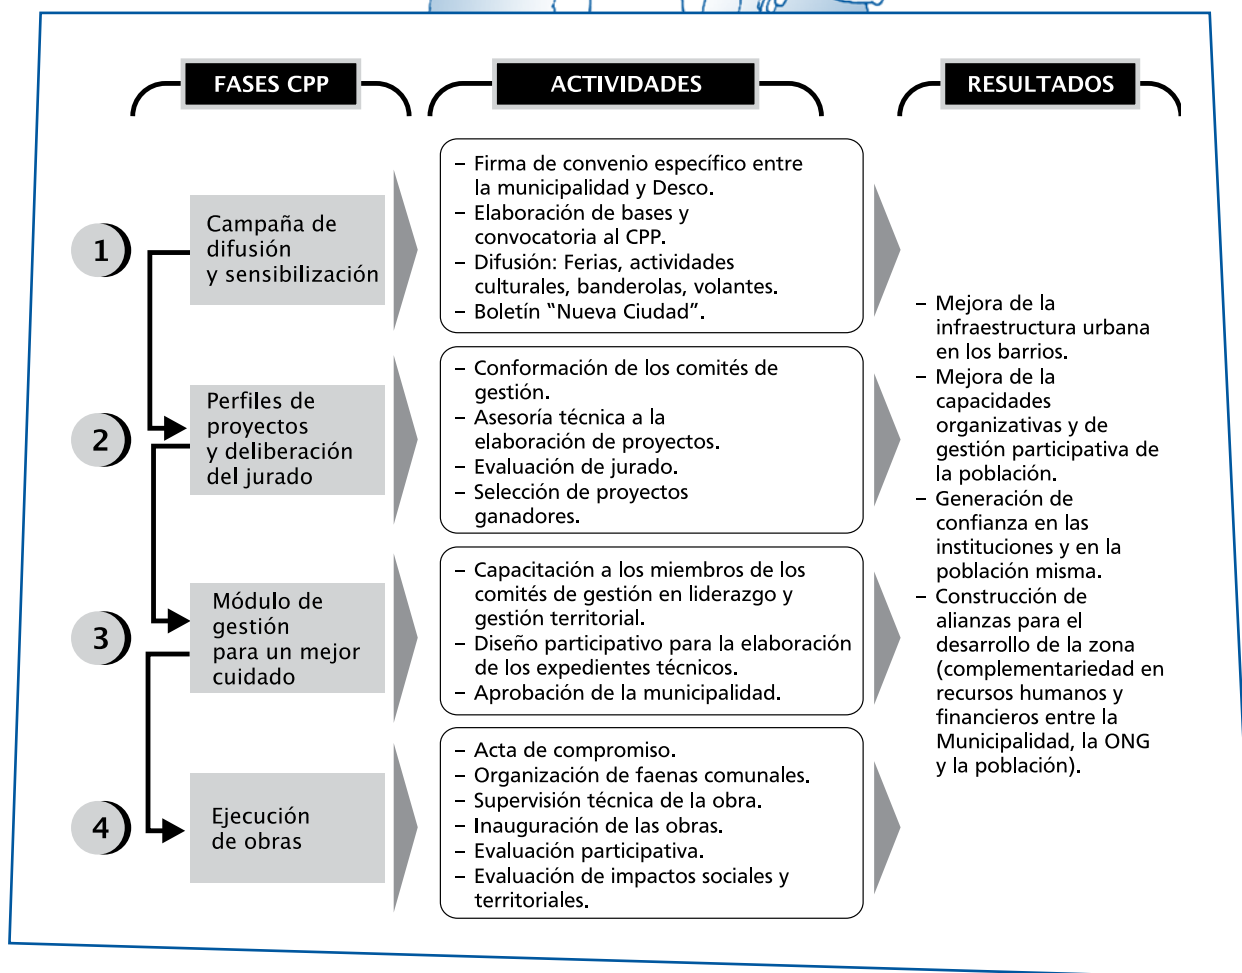 FASES CPP
ACTIVIDADES
RESULTADOS
1
Campaña de
difusión
y sensibilización
– Firma de convenio específico entre
la municipalidad y Desco.
– Elaboración de bases y
convocatoria al CPP.
– Difusión: Ferias, actividades
culturales, banderolas, volantes.
– Boletín “Nueva Ciudad”.
2
Perfiles de
proyectos
y deliberación
del jurado
– Conformación de los comités de
gestión.
– Asesoría técnica a la
elaboración de proyectos.
– Evaluación de jurado.
– Selección de proyectos
ganadores.
3
Módulo de
gestión
para un mejor
cuidado
– Capacitación a los miembros de los
comités de gestión en liderazgo y
gestión territorial.
– Diseño participativo para la elaboración
de los expedientes técnicos.
– Aprobación de la municipalidad.
4
Ejecución
de obras
– Acta de compromiso.
– Organización de faenas comunales.
– Supervisión técnica de la obra.
– Inauguración de las obras.
– Evaluación participativa.
– Evaluación de impactos sociales y
territoriales.
– Mejora de la
infraestructura urbana
en los barrios.
– Mejora de la
capacidades
organizativas y de
gestión participativa de
la población.
– Generación de
confianza en las
instituciones y en la
población misma.
– Construcción de
alianzas para el
desarrollo de la zona
(complementariedad en
recursos humanos y
financieros entre la
Municipalidad, la ONG
y la población).